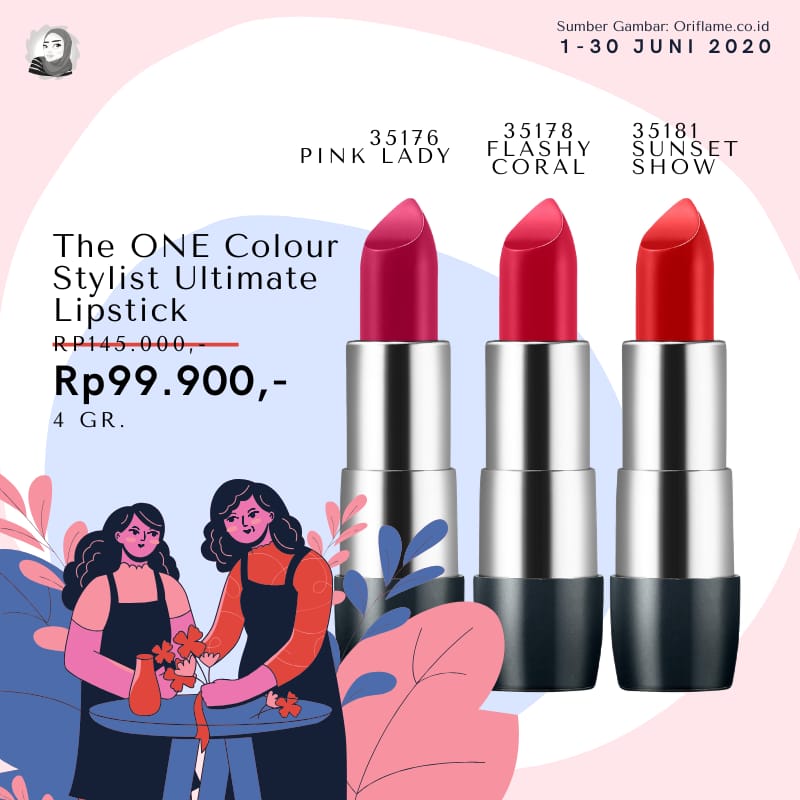 Sumber Gambar: Oriflame.co.id
1-30 JUNI 2020
35176
PINK LADY
35178
FLASHY
CORAL
35181
SUNSET
SHOW
The ONE Colour
Stylist Ultimate
Lipstick
RP145.000,-
Rp99.900,-
4 GR.